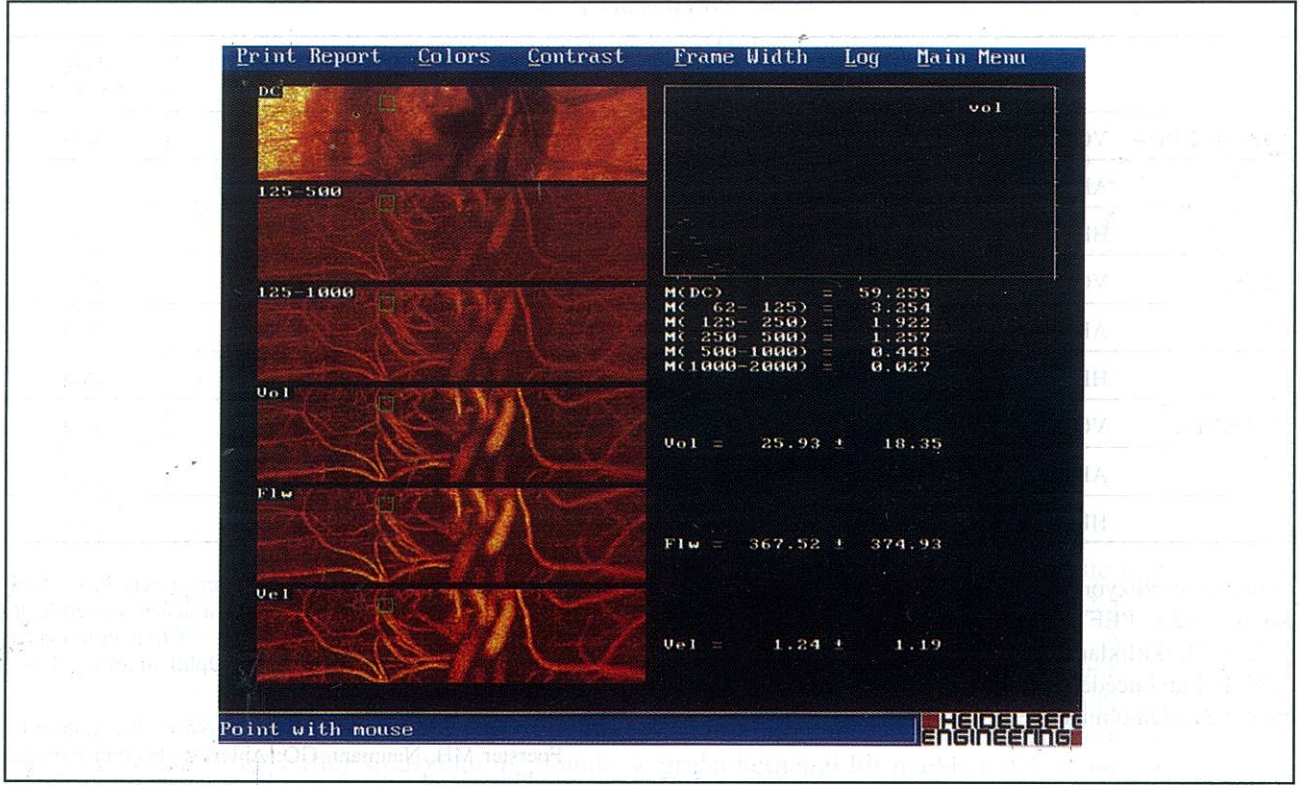 Print Report Colors Contrast Frame Width Log Main Menu
DC
125-500
125-1000
Vol
Flw
Vel
vol
M(DC) = 59.255
M( 62- 125) = 3.254
M( 125- 250) = 1.922
M( 250- 500) = 1.257
M( 500-1000) = 0.443
M(1000-2000) = 0.027
Vol = 25.93 ± 18.35
Flw = 367.52 ± 374.93
Vel = 1.24 ± 1.19
Point with mouse
HEIDELBERG
ENGINEERING